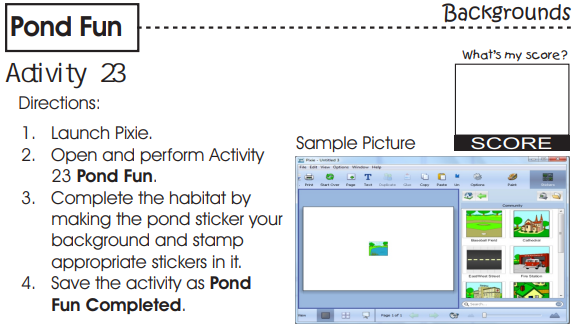 Backgrounds
Pond Fun
What's my score?
Activity 23
Directions:
SCORE
1. Launch Pixie.
Sample Picture
2. Open and perform Activity
23 Pond Fun.
3. Complete the habitat by
making the pond sticker your
background and stamp
appropriate stickers in it.
4. Save the activity as Pond
Fun Completed.
Pixie - Untitled 3
File Edit View Options Window Help
Print Start Over Page Text Duplicate Copy Paste Undo Options Paint Stickers
Community
Baseball Field Cathedral
Fire Station
Search
Page 1 of 1